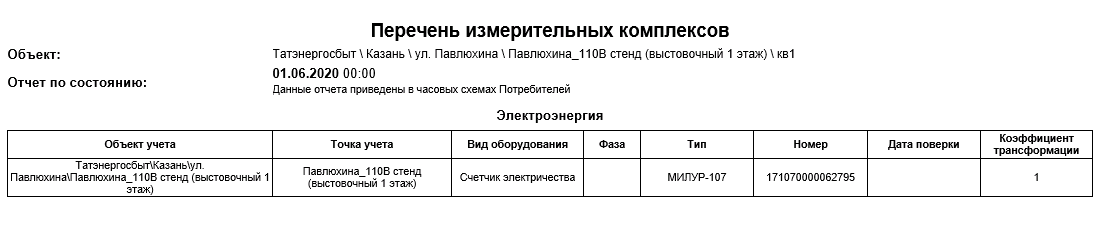 Перечень измерительных комплексов
Объект: Татэнергосбыт \ Казань \ ул. Павлюхина \ Павлюхина_110В стенд (выстовочный 1 этаж) \ кв1
Отчет по состоянию: 01.06.2020 00:00
Данные отчета приведены в часовых схемах Потребителей
Электроэнергия
Объект учета Точка учета Вид оборудования Фаза Тип Номер Дата поверки Коэффициент трансформации
Татэнергосбыт\Казань\ул.
Павлюхина\Павлюхина_110В стенд (выстовочный 1
этаж)
Павлюхина_110В стенд
(выстовочный 1 этаж)
Счетчик электричества
МИЛУР-107
171070000062795
1